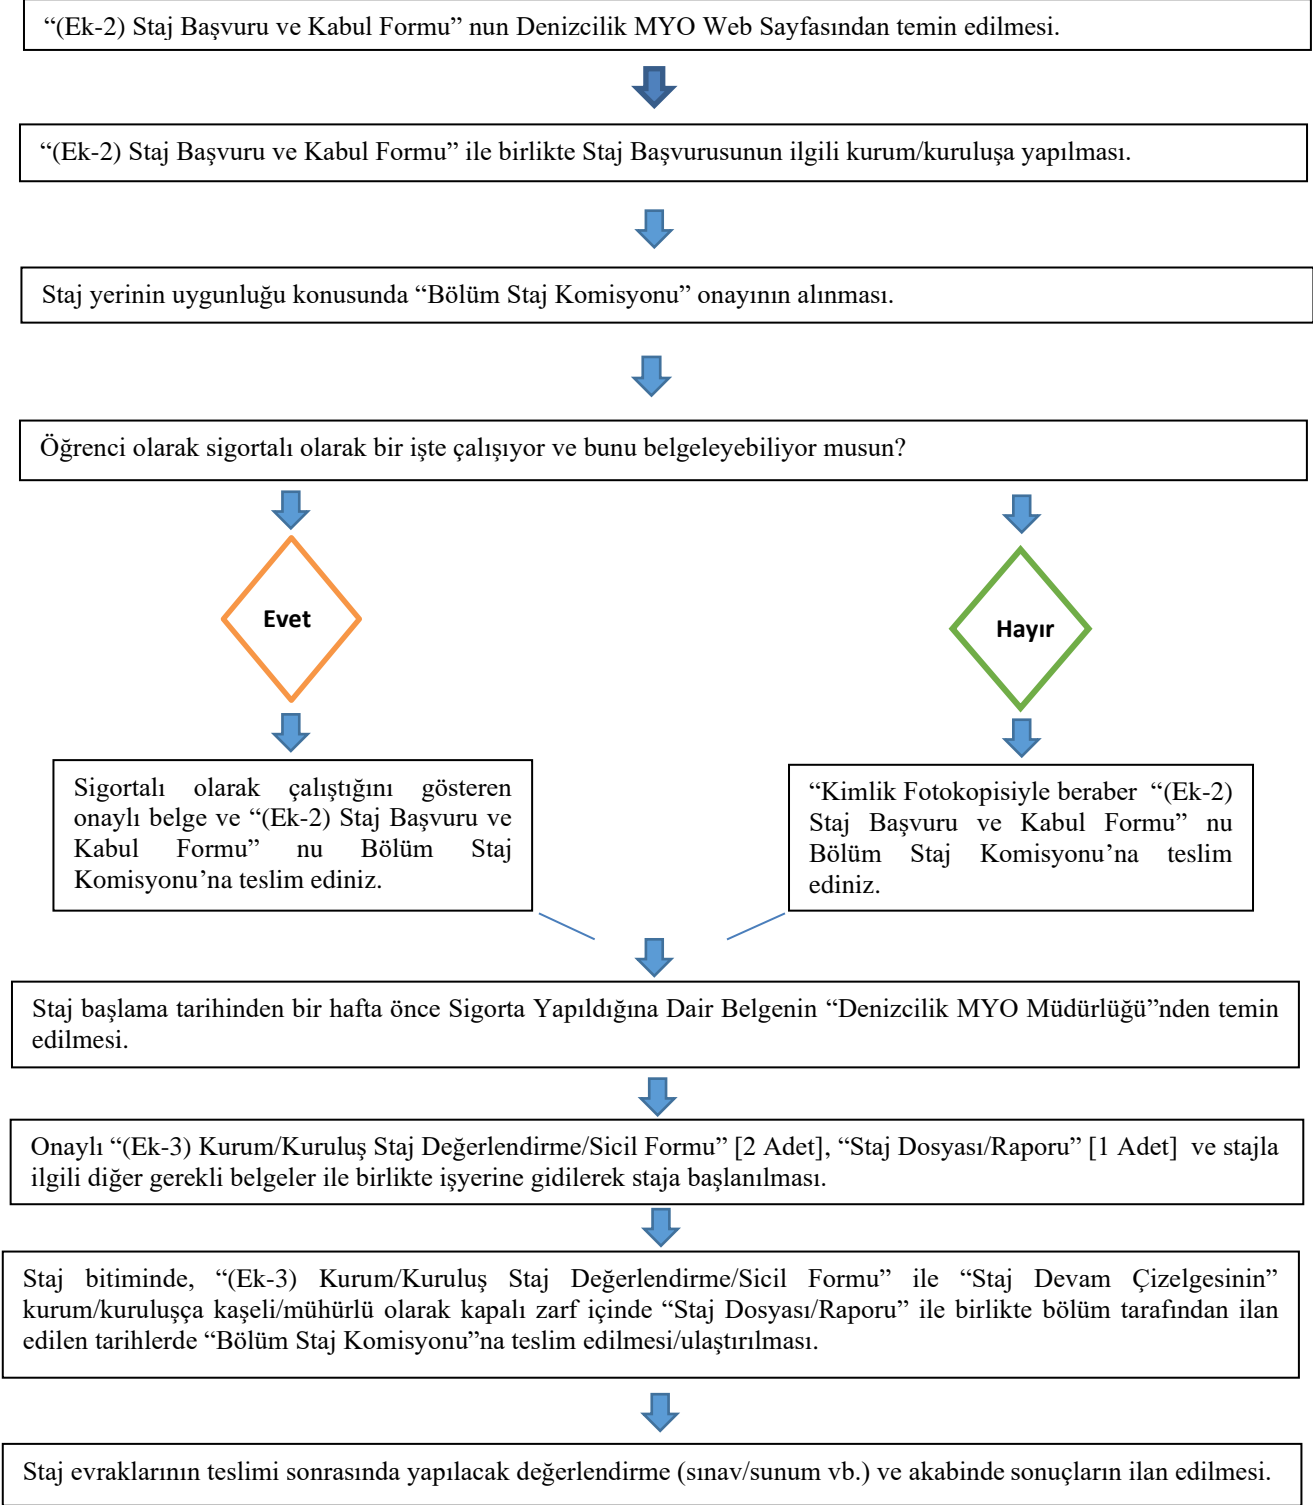 “(Ek-2) Staj Başvuru ve Kabul Formu” nun Denizcilik MYO Web Sayfasından temin edilmesi.
“(Ek-2) Staj Başvuru ve Kabul Formu” ile birlikte Staj Başvurusunun ilgili kurum/kuruluşa yapılması.
Staj yerinin uygunluğu konusunda “Bölüm Staj Komisyonu” onayının alınması.
Öğrenci olarak sigortalı olarak bir işte çalışıyor ve bunu belgeleyebiliyor musun?
Evet
Hayır
Sigortalı olarak çalıştığını gösteren
onaylı belge ve “(Ek-2) Staj Başvuru ve
Kabul Formu” nu Bölüm Staj
Komisyonu’na teslim ediniz.
“Kimlik Fotokopisiyle beraber “(Ek-2)
Staj Başvuru ve Kabul Formu” nu
Bölüm Staj Komisyonu’na teslim
ediniz.
Staj başlama tarihinden bir hafta önce Sigorta Yapıldığına Dair Belgenin “Denizcilik MYO Müdürlüğü”nden temin
edilmesi.
Onaylı “(Ek-3) Kurum/Kuruluş Staj Değerlendirme/Sicil Formu” [2 Adet], “Staj Dosyası/Raporu” [1 Adet] ve stajla
ilgili diğer gerekli belgeler ile birlikte işyerine gidilerek staja başlanılması.
Staj bitiminde, “(Ek-3) Kurum/Kuruluş Staj Değerlendirme/Sicil Formu” ile “Staj Devam Çizelgesinin”
kurum/kuruluşça kaşeli/mühürlü olarak kapalı zarf içinde “Staj Dosyası/Raporu” ile birlikte bölüm tarafından ilan
edilen tarihlerde “Bölüm Staj Komisyonu”na teslim edilmesi/ulaştırılması.
Staj evraklarının teslimi sonrasında yapılacak değerlendirme (sınav/sunum vb.) ve akabinde sonuçların ilan edilmesi.